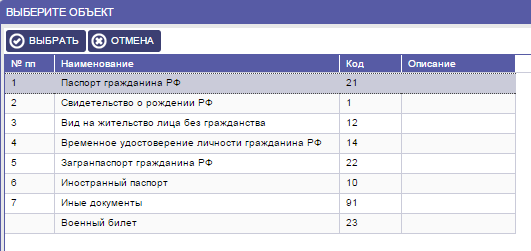 ВЫБЕРИТЕ ОБЪЕКТ
ВЫБРАТЬ ОТМЕНА
№ пп Наименование Код Описание
1 Паспорт гражданина РФ 21
2 Свидетельство о рождении РФ 1
3 Вид на жительство лица без гражданства 12
4 Временное удостоверение личности гражданина РФ 14
5 Загранпаспорт гражданина РФ 22
6 Иностранный паспорт 10
7 Иные документы 91
Военный билет 23